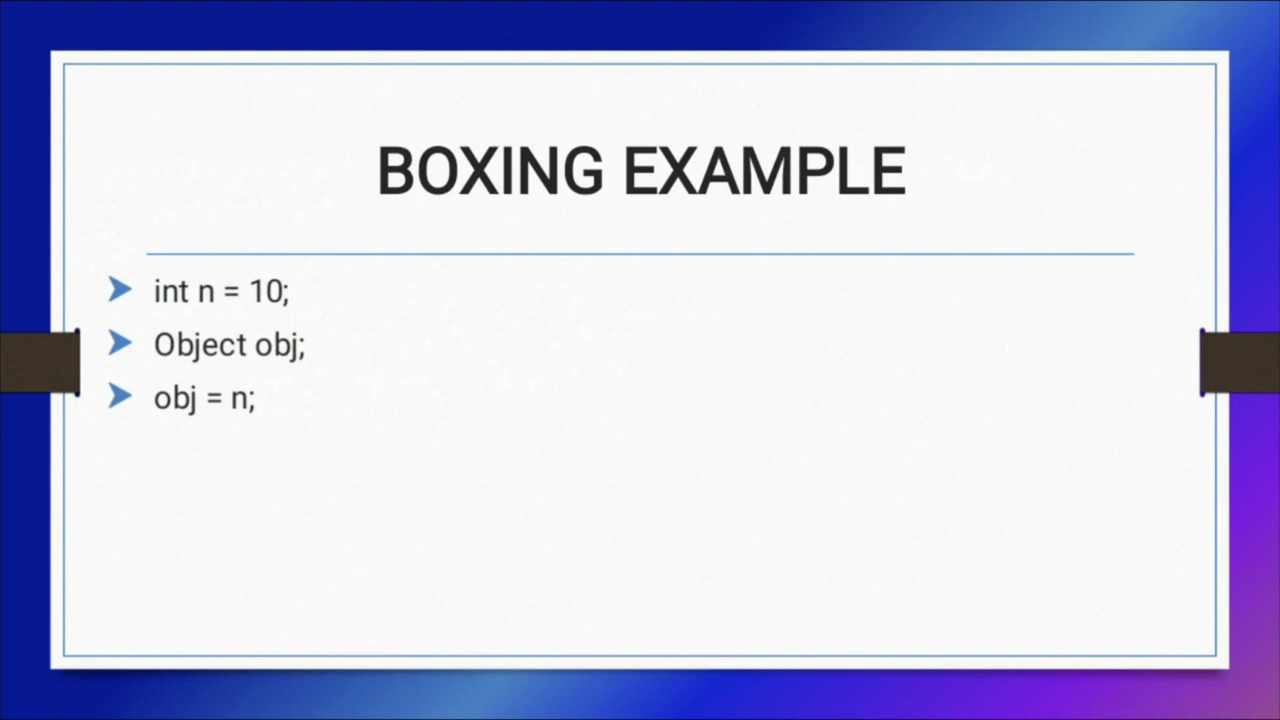 BOXING EXAMPLE
int n = 10;
Object obj;
obj = n;